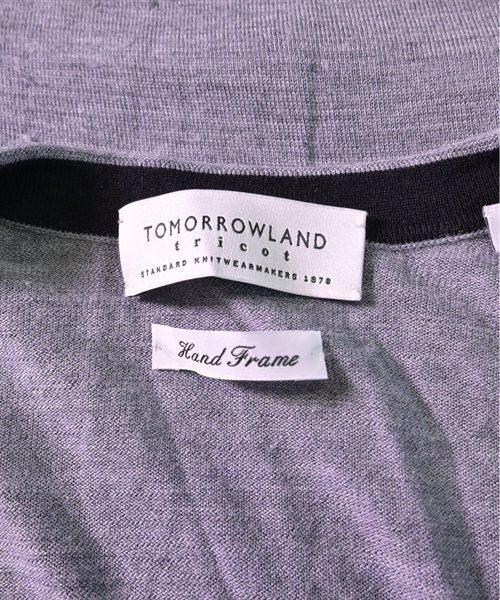 TOMORROWLAND
tricot
STANDARD KNITWEARMAKERS 1978
Hand Frame